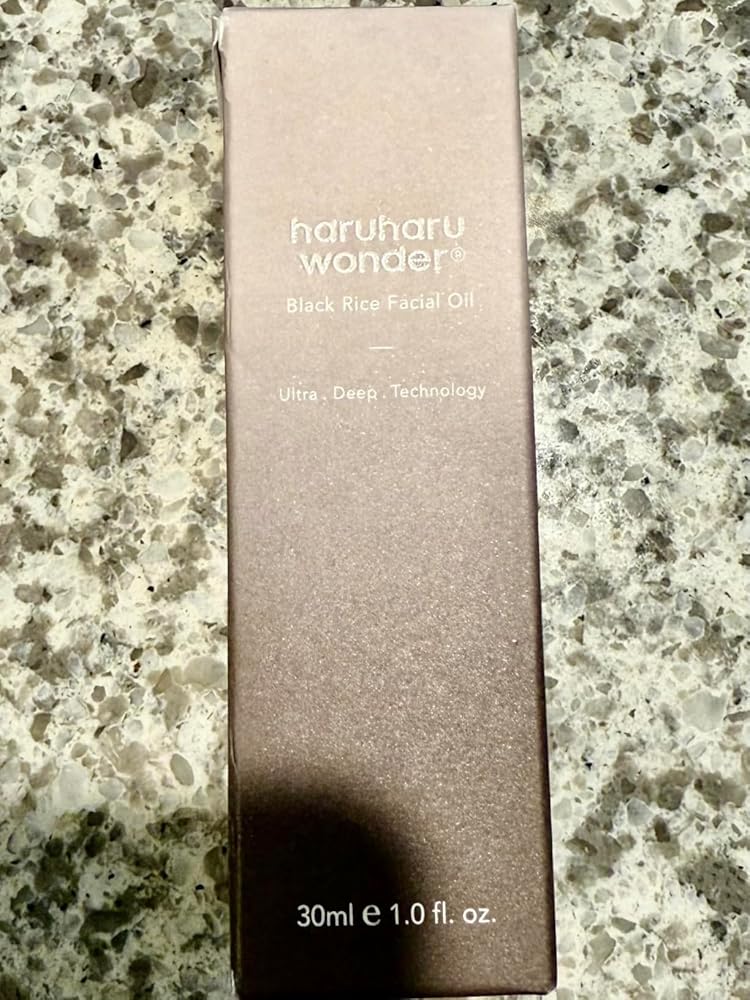 haruharu
wonder®
Black Rice Facial Oil
Ultra . Deep . Technology
30ml e 1.0 fl. oz.